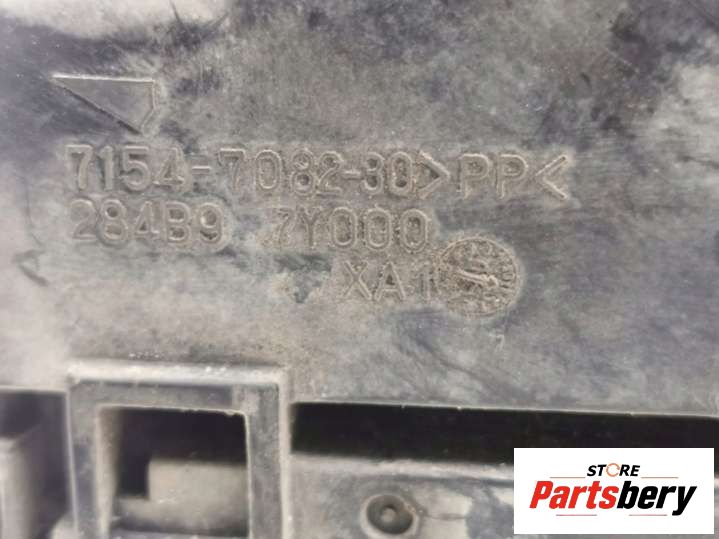 7154-7082-30>PP<
284B9 7Y000
XA1
STORE
Partsbery